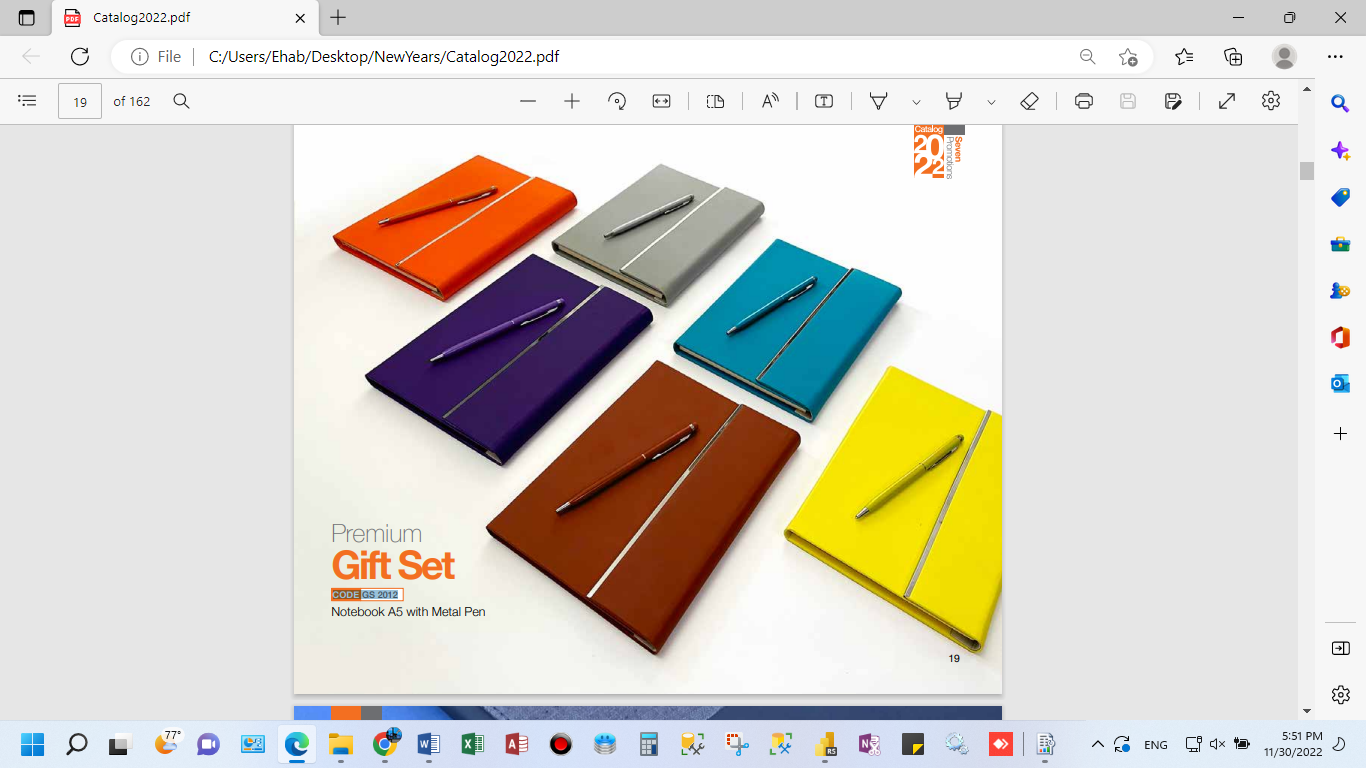 Catalog2022.pdf
File
C:/Users/Ehab/Desktop/NewYears/Catalog2022.pdf
19 of 162
Catalog
2022
Seven
Promotions
Premium
Gift Set
CODE GS 2012
Notebook A5 with Metal Pen
19
77°
ENG
5:51 PM
11/30/2022